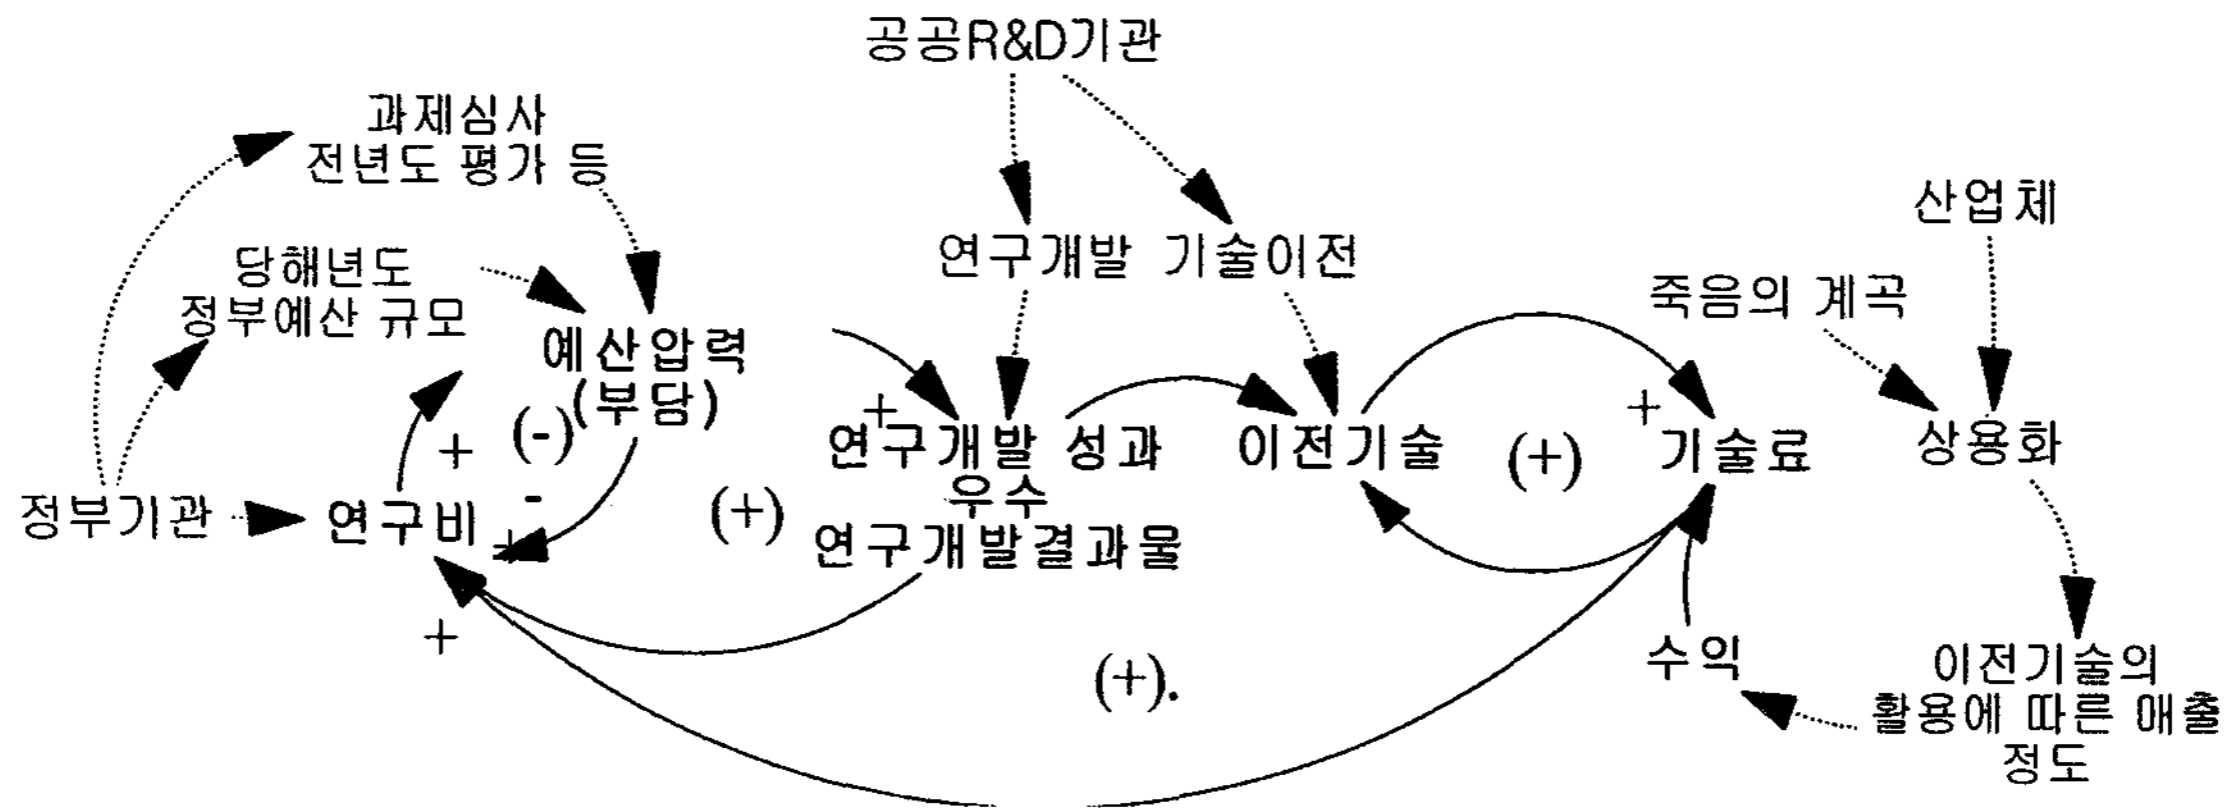 공공R&D기관
과제심사
전년도 평가 등
산업체
당해년도
정부예산 규모
연구개발 기술이전
죽음의 계곡
예산압력
(부담)
(-)
+
-
+
+
연구개발 성과
우수
연구개발결과물
이전기술
(+)
+
기술료
상용화
정부기관
연구비
+
(+)
+
(+).
수익
이전기술의
활용에 따른 매출
정도